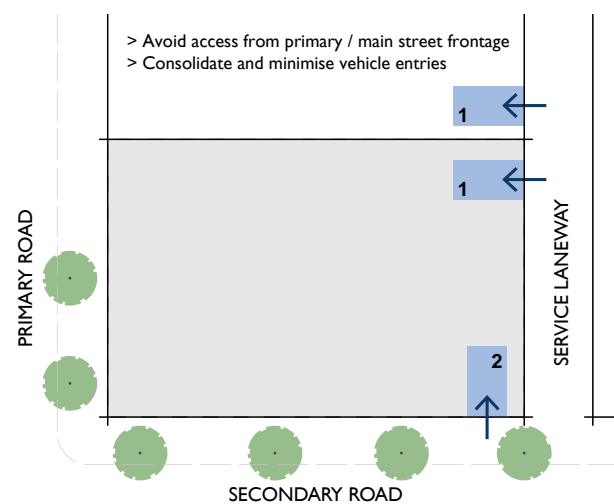 > Avoid access from primary / main street frontage
> Consolidate and minimise vehicle entries
1
1
PRIMARY ROAD
SERVICE LANEWAY
2
SECONDARY ROAD